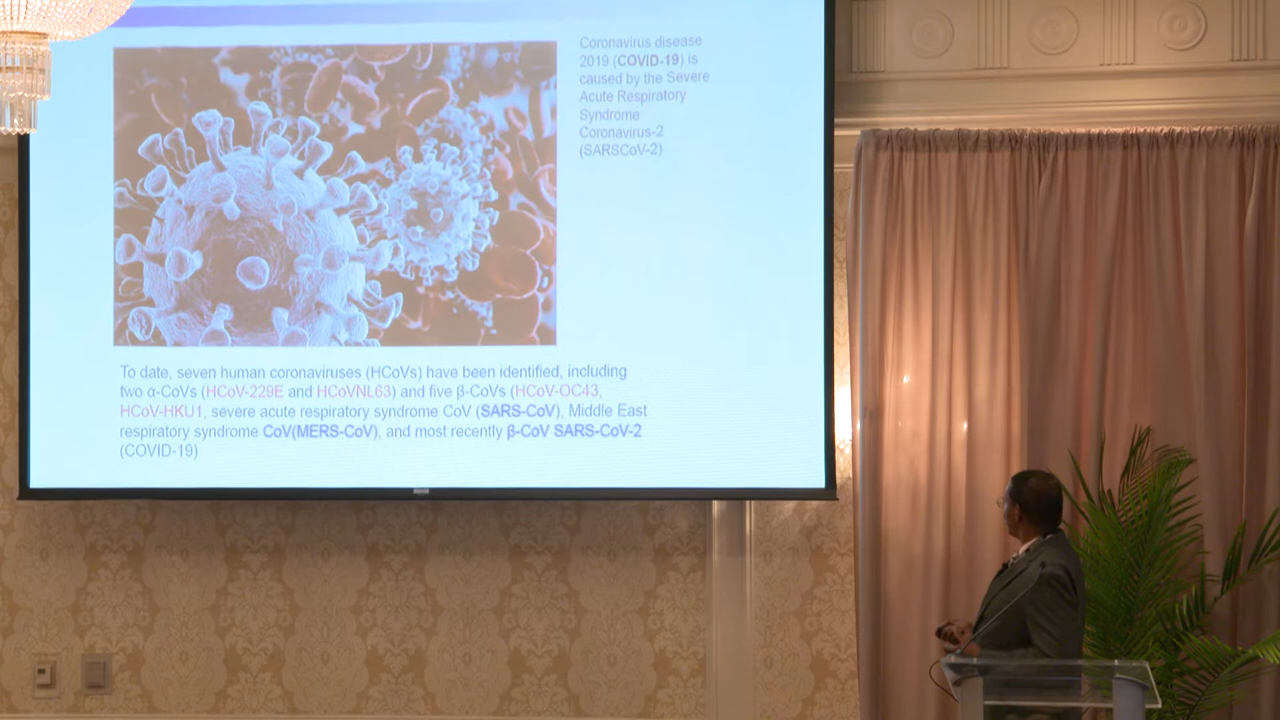 Coronavirus disease
2019 (COVID-19) is
caused by the Severe
Acute Respiratory
Syndrome
Coronavirus-2
(SARSCoV-2)
To date, seven human coronaviruses (HCoVs) have been identified, including
two α-CoVs (HCoV-229E and HCoVNL63) and five β-CoVs (HCoV-OC43,
HCoV-HKU1, severe acute respiratory syndrome CoV (SARS-CoV), Middle East
respiratory syndrome CoV(MERS-CoV), and most recently β-CoV SARS-CoV-2
(COVID-19)